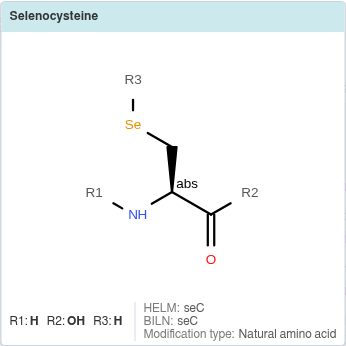 Selenocysteine
R3
Se
abs
R1
R2
NH
O
HELM: seC
R1: H R2: OH R3: H
BILN: seC
Modification type: Natural amino acid